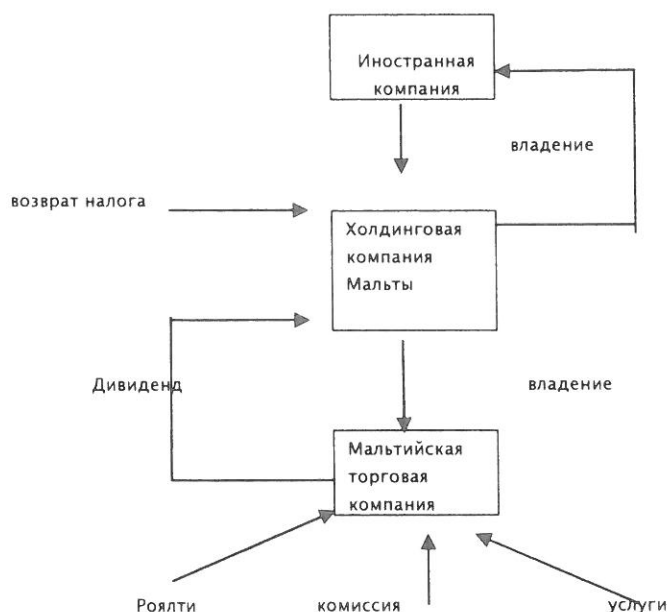 Иностранная
компания
владение
возврат налога
Холдинговая
компания
Мальты
Дивиденд
владение
Мальтийская
торговая
компания
Роялти
комиссия
услуги